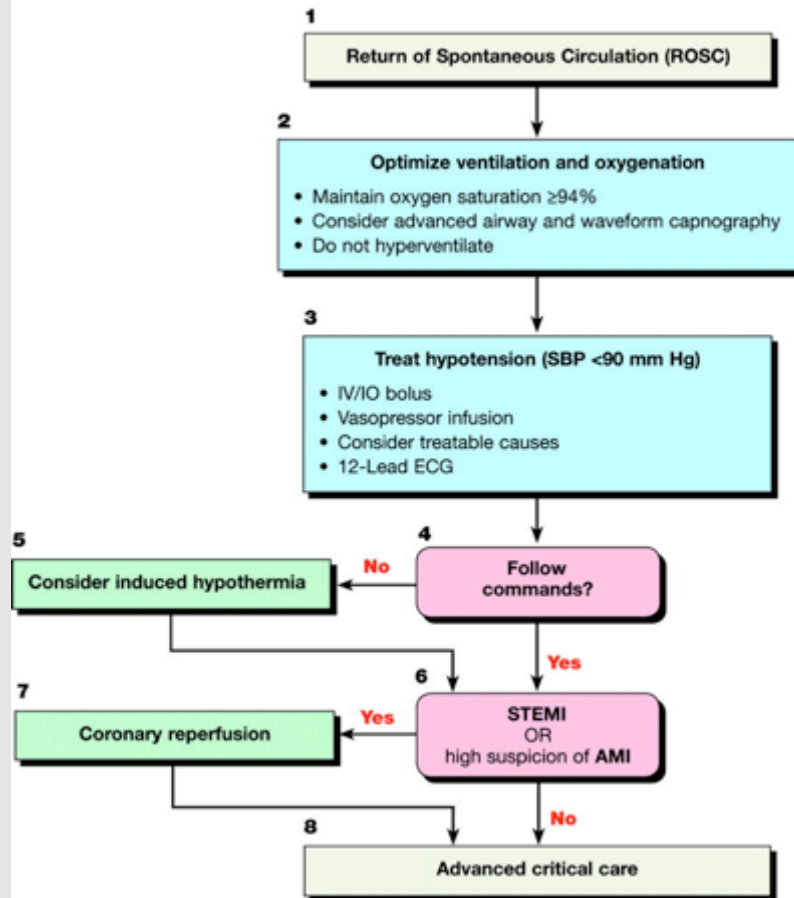 1
Return of Spontaneous Circulation (ROSC)
2
Optimize ventilation and oxygenation
• Maintain oxygen saturation ≥94%
• Consider advanced airway and waveform capnography
• Do not hyperventilate
3
Treat hypotension (SBP <90 mm Hg)
• IV/IO bolus
• Vasopressor infusion
• Consider treatable causes
• 12-Lead ECG
4
Follow
commands?
No
5
Consider induced hypothermia
Yes
6
STEMI
OR
high suspicion of AMI
Yes
7
Coronary reperfusion
No
8
Advanced critical care